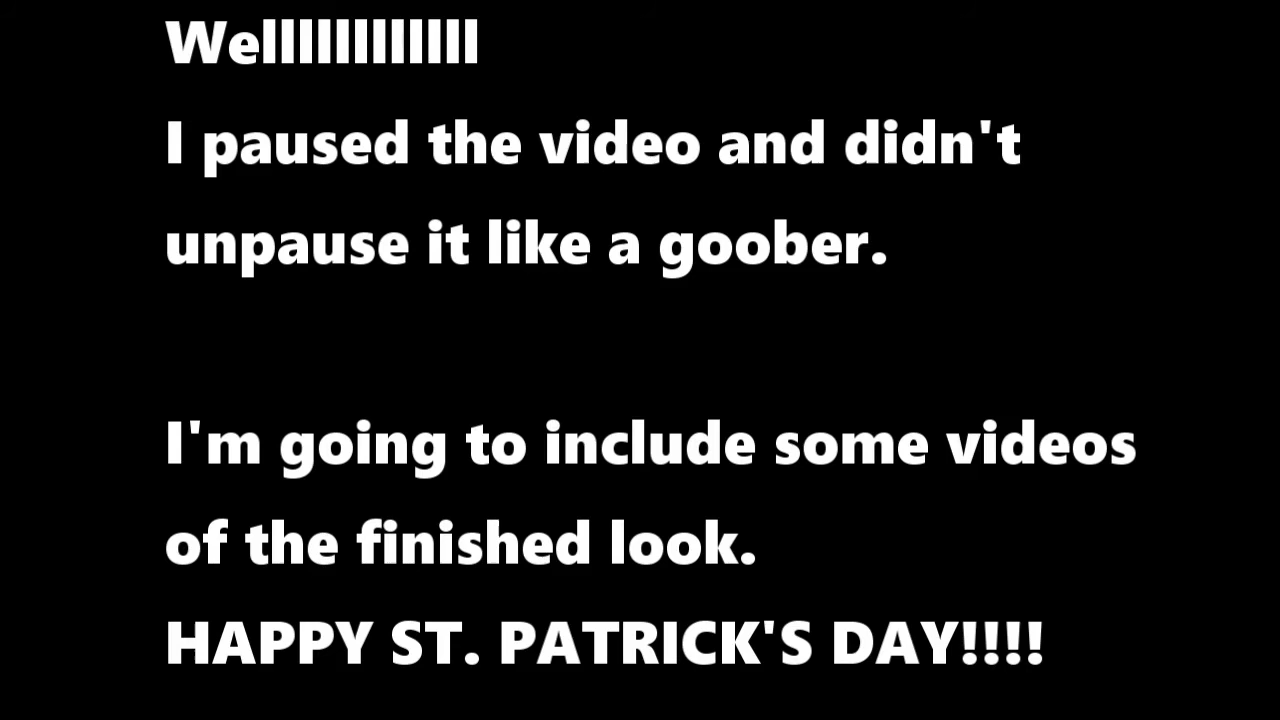 Wellllllllllll
I paused the video and didn't
unpause it like a goober.
I'm going to include some videos
of the finished look.
HAPPY ST. PATRICK'S DAY!!!!